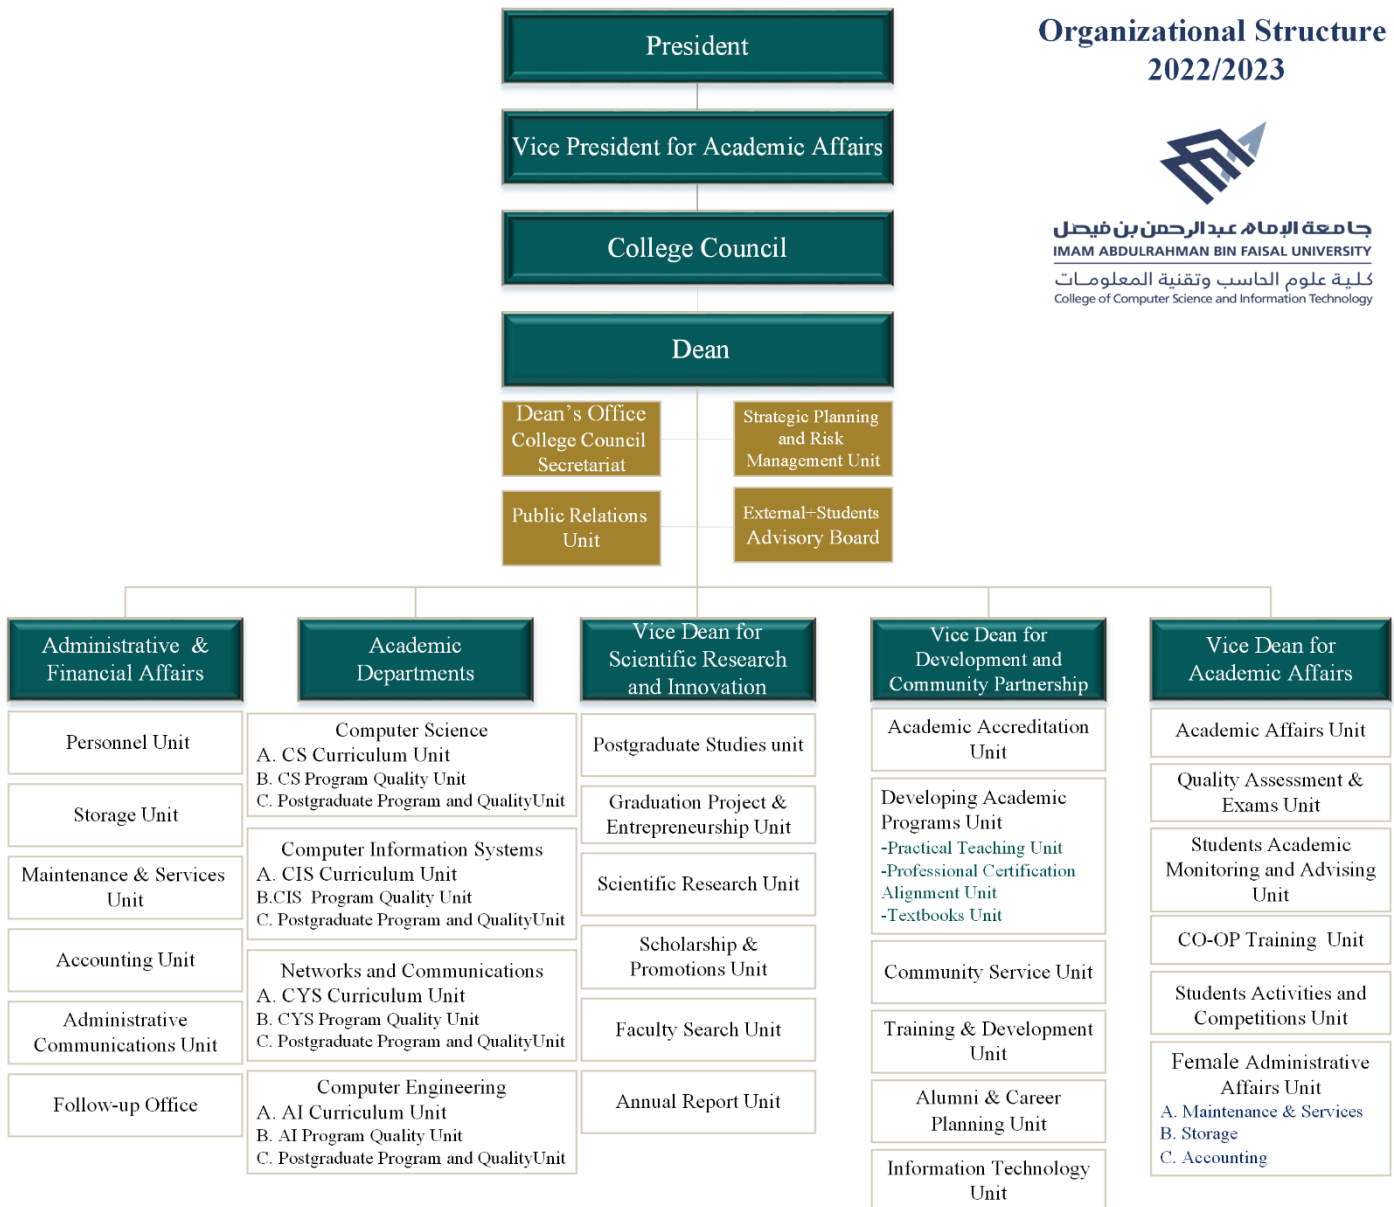 Organizational Structure
2022/2023
جامعة الإمام عبدالرحمن بن فيصل
IMAM ABDULRAHMAN BIN FAISAL UNIVERSITY
كلية علوم الحاسب وتقنية المعلومات
College of Computer Science and Information Technology
President
Vice President for Academic Affairs
College Council
Dean
Dean's Office
College Council
Secretariat
Strategic Planning
and Risk
Management Unit
Public Relations
Unit
External+Students
Advisory Board
Administrative &
Financial Affairs
Personnel Unit
Storage Unit
Maintenance & Services
Unit
Accounting Unit
Administrative
Communications Unit
Follow-up Office
Academic
Departments
Computer Science
A. CS Curriculum Unit
B. CS Program Quality Unit
C. Postgraduate Program and QualityUnit
Computer Information Systems
A. CIS Curriculum Unit
B.CIS Program Quality Unit
C. Postgraduate Program and QualityUnit
Networks and Communications
A. CYS Curriculum Unit
B. CYS Program Quality Unit
C. Postgraduate Program and QualityUnit
Computer Engineering
A. AI Curriculum Unit
B. AI Program Quality Unit
C. Postgraduate Program and QualityUnit
Vice Dean for
Scientific Research
and Innovation
Postgraduate Studies unit
Graduation Project &
Entrepreneurship Unit
Scientific Research Unit
Scholarship &
Promotions Unit
Faculty Search Unit
Annual Report Unit
Vice Dean for
Development and
Community Partnership
Academic Accreditation
Unit
Developing Academic
Programs Unit
-Practical Teaching Unit
-Professional Certification
Alignment Unit
-Textbooks Unit
Community Service Unit
Training & Development
Unit
Alumni & Career
Planning Unit
Information Technology
Unit
Vice Dean for
Academic Affairs
Academic Affairs Unit
Quality Assessment &
Exams Unit
Students Academic
Monitoring and Advising
Unit
CO-OP Training Unit
Students Activities and
Competitions Unit
Female Administrative
Affairs Unit
A. Maintenance & Services
B. Storage
C. Accounting